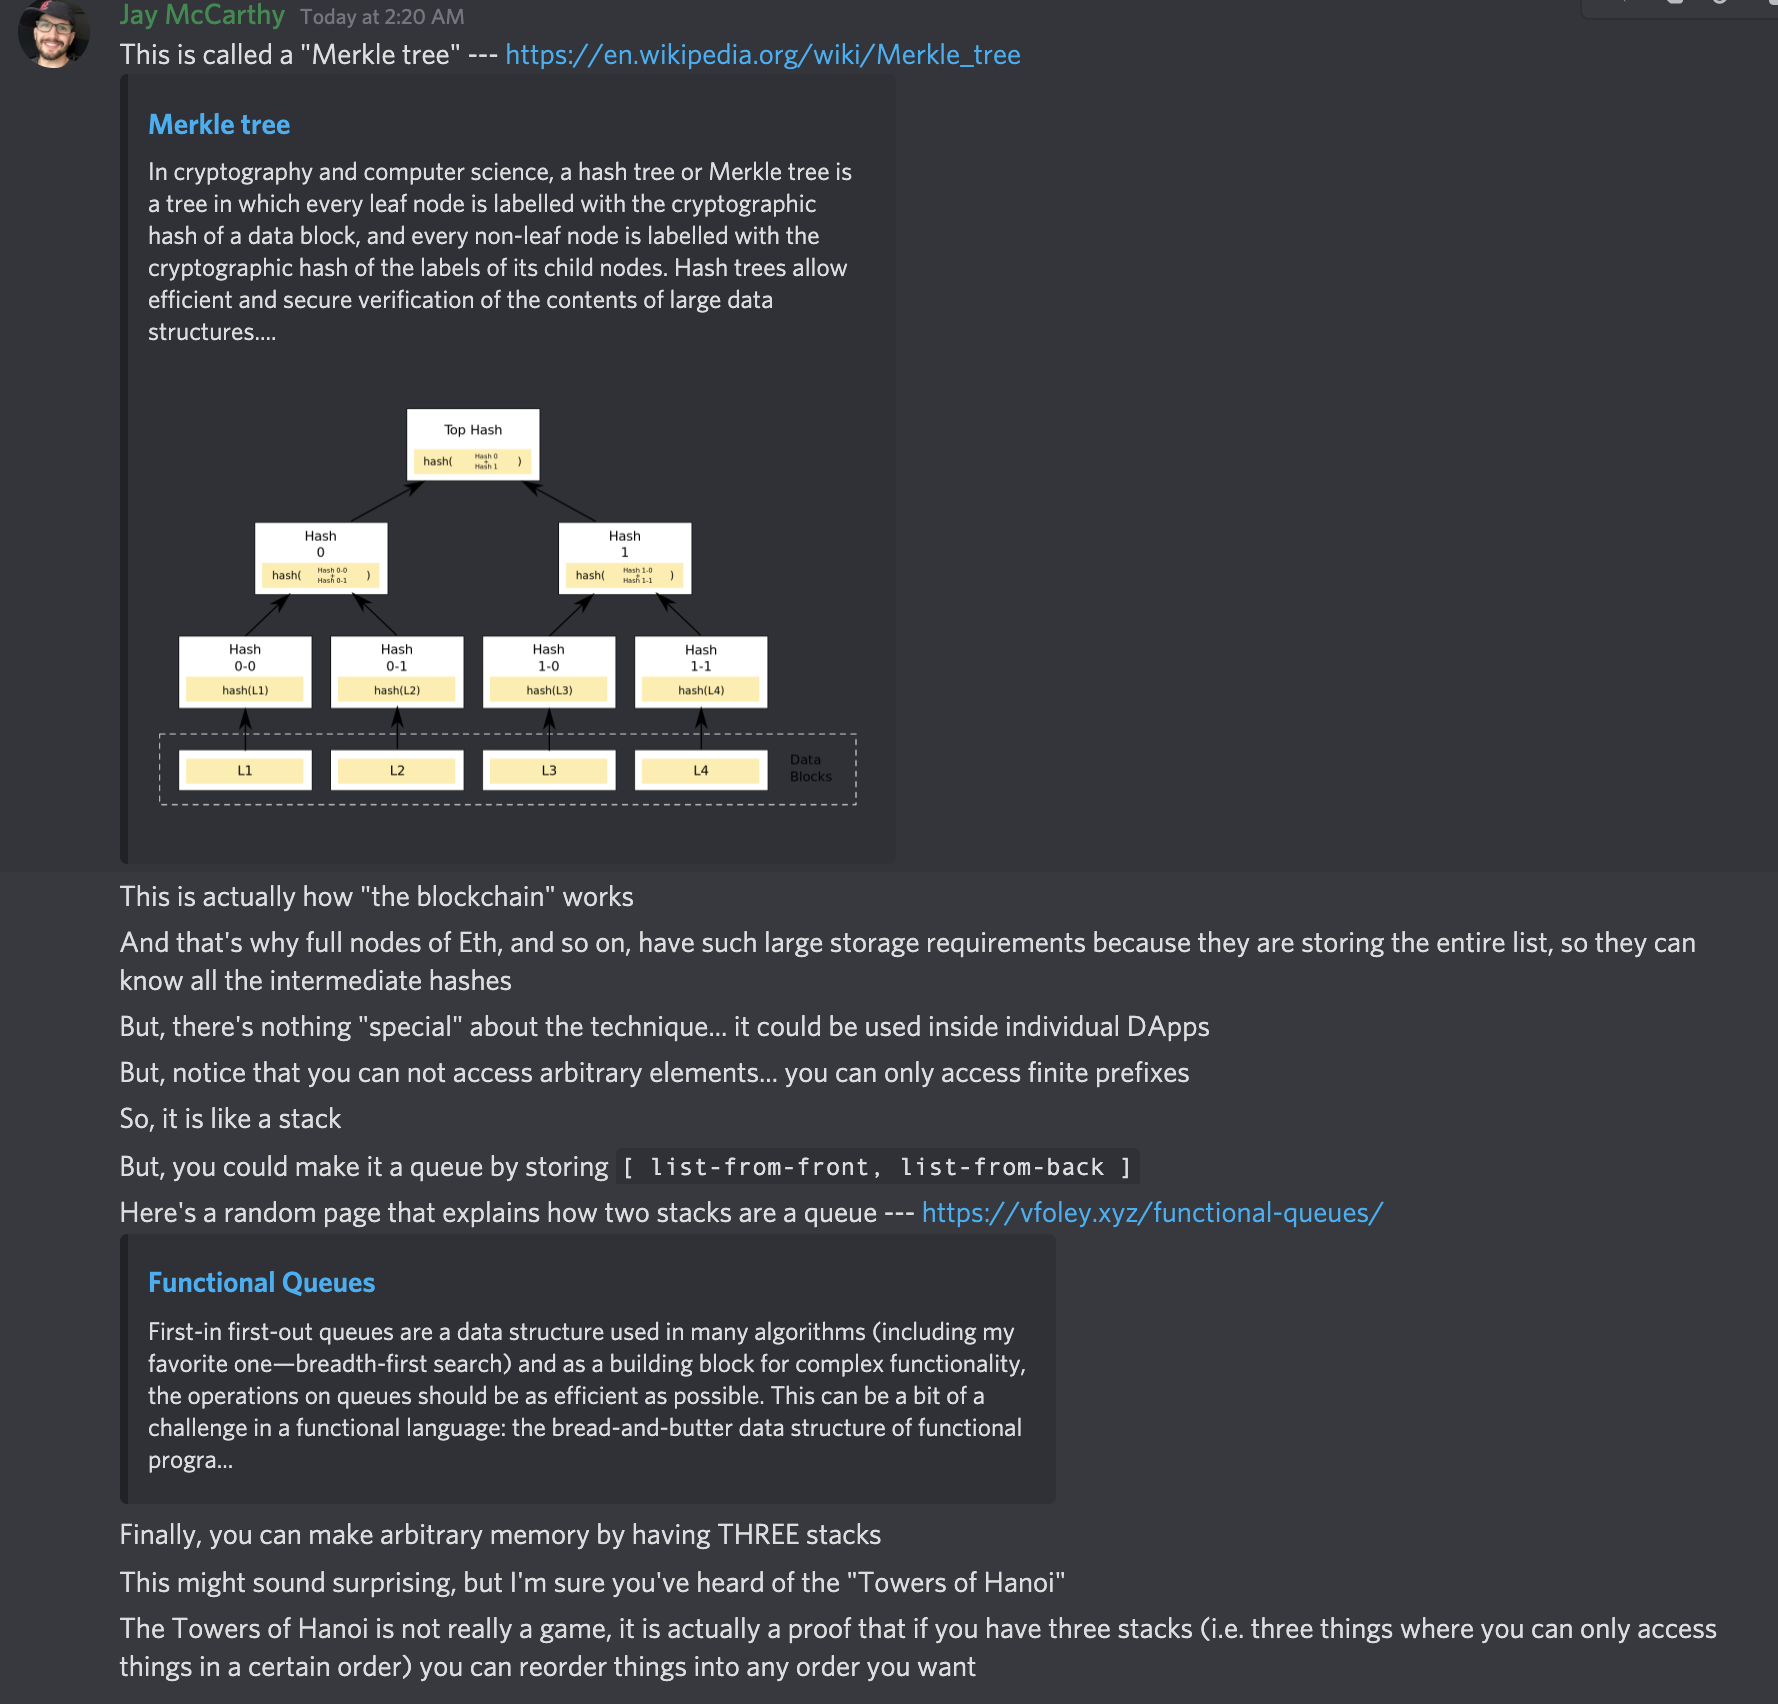 Jay McCarthy Today at 2:20 AM
This is called a "Merkle tree" --- https://en.wikipedia.org/wiki/Merkle_tree
Merkle tree
In cryptography and computer science, a hash tree or Merkle tree is
a tree in which every leaf node is labelled with the cryptographic
hash of a data block, and every non-leaf node is labelled with the
cryptographic hash of the labels of its child nodes. Hash trees allow
efficient and secure verification of the contents of large data
structures....
Top Hash
hash( Hash 0 + Hash 1 )
Hash 0
hash( Hash 0-0 + Hash 0-1 )
Hash 1
hash( Hash 1-0 + Hash 1-1 )
Hash 0-0
hash(L1)
Hash 0-1
hash(L2)
Hash 1-0
hash(L3)
Hash 1-1
hash(L4)
L1
L2
L3
L4
Data
Blocks
This is actually how "the blockchain" works
And that's why full nodes of Eth, and so on, have such large storage requirements because they are storing the entire list, so they can
know all the intermediate hashes
But, there's nothing "special" about the technique... it could be used inside individual DApps
But, notice that you can not access arbitrary elements... you can only access finite prefixes
So, it is like a stack
But, you could make it a queue by storing [ list-from-front, list-from-back ]
Here's a random page that explains how two stacks are a queue --- https://vfoley.xyz/functional-queues/
Functional Queues
First-in first-out queues are a data structure used in many algorithms (including my
favorite one—breadth-first search) and as a building block for complex functionality,
the operations on queues should be as efficient as possible. This can be a bit of a
challenge in a functional language: the bread-and-butter data structure of functional
progra...
Finally, you can make arbitrary memory by having THREE stacks
This might sound surprising, but I'm sure you've heard of the "Towers of Hanoi"
The Towers of Hanoi is not really a game, it is actually a proof that if you have three stacks (i.e. three things where you can only access
things in a certain order) you can reorder things into any order you want